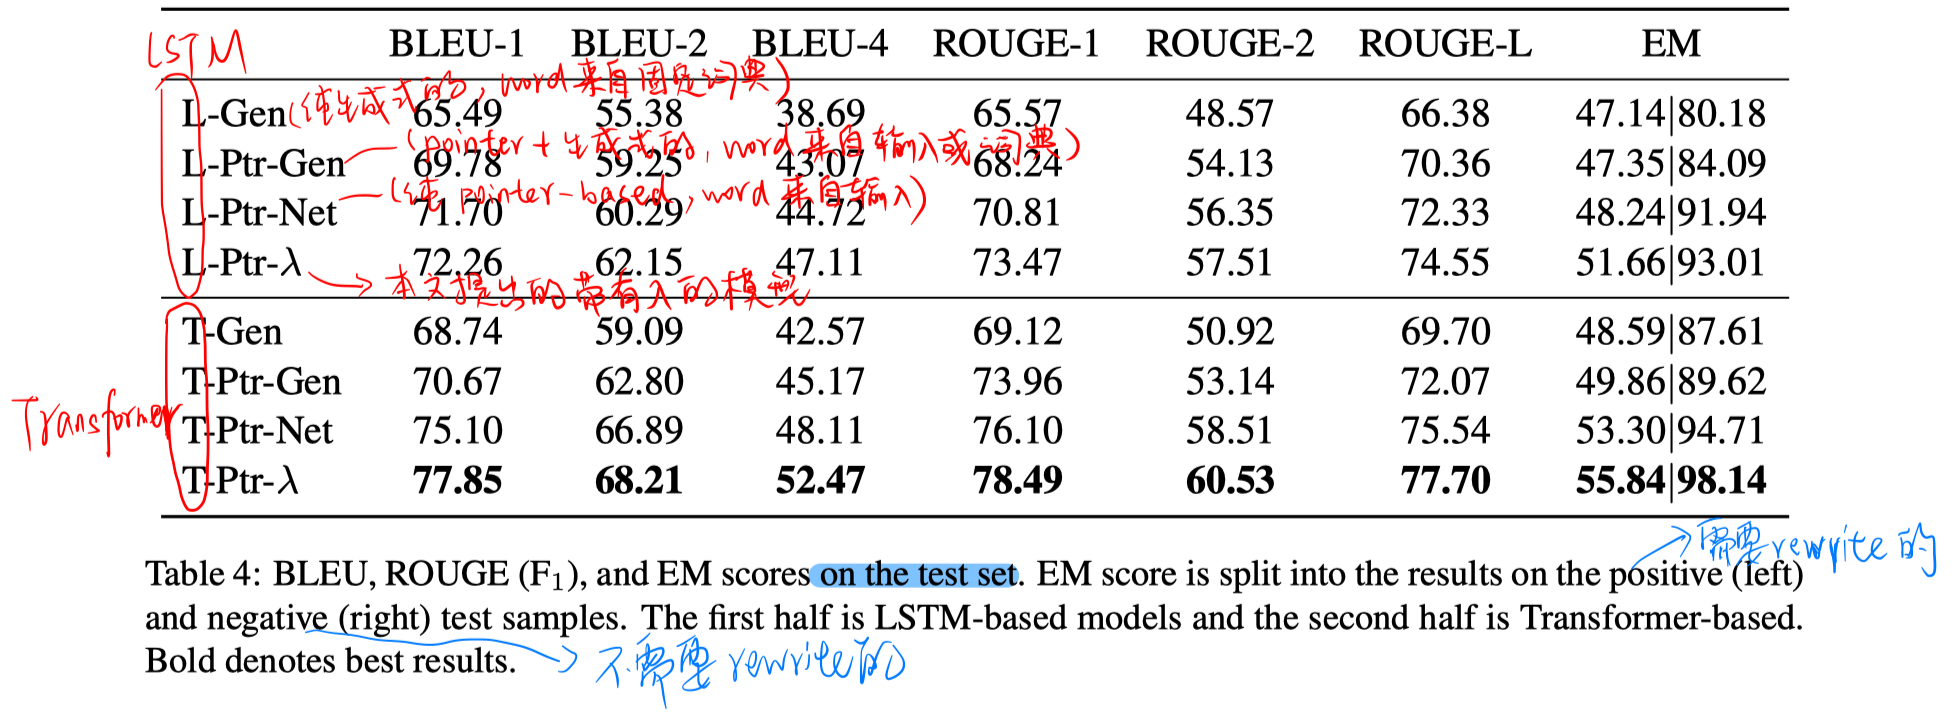 LSTM BLEU-1 BLEU-2 BLEU-4 ROUGE-1 ROUGE-2 ROUGE-L EM
(纯生成式的, word来自固定词典)
L-Gen 65.49 55.38 38.69 65.57 48.57 66.38 47.14|80.18
(pointer+生成式的, word来自输入或词典)
L-Ptr-Gen 69.78 59.25 43.07 68.24 54.13 70.36 47.35|84.09
(纯pointer-based, word来自输入)
L-Ptr-Net 71.70 60.29 44.72 70.81 56.35 72.33 48.24|91.94
L-Ptr-λ 72.26 62.15 47.11 73.47 57.51 74.55 51.66|93.01
本文提出的带有λ的模型
T-Gen 68.74 59.09 42.57 69.12 50.92 69.70 48.59|87.61
T-Ptr-Gen 70.67 62.80 45.17 73.96 53.14 72.07 49.86|89.62
Transformer
T-Ptr-Net 75.10 66.89 48.11 76.10 58.51 75.54 53.30|94.71
T-Ptr-λ 77.85 68.21 52.47 78.49 60.53 77.70 55.84|98.14
需要rewrite的
Table 4: BLEU, ROUGE (F₁), and EM scores on the test set. EM score is split into the results on the positive (left)
and negative (right) test samples. The first half is LSTM-based models and the second half is Transformer-based.
Bold denotes best results.
不需要rewrite的